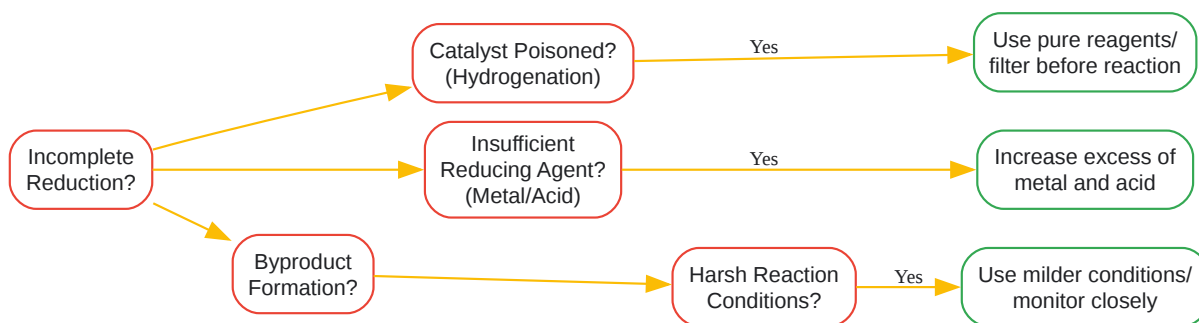 Incomplete
Reduction?
Catalyst Poisoned?
(Hydrogenation)
Yes
Use pure reagents/
filter before reaction
Insufficient
Reducing Agent?
(Metal/Acid)
Yes
Increase excess of
metal and acid
Byproduct
Formation?
Harsh Reaction
Conditions?
Yes
Use milder conditions/
monitor closely